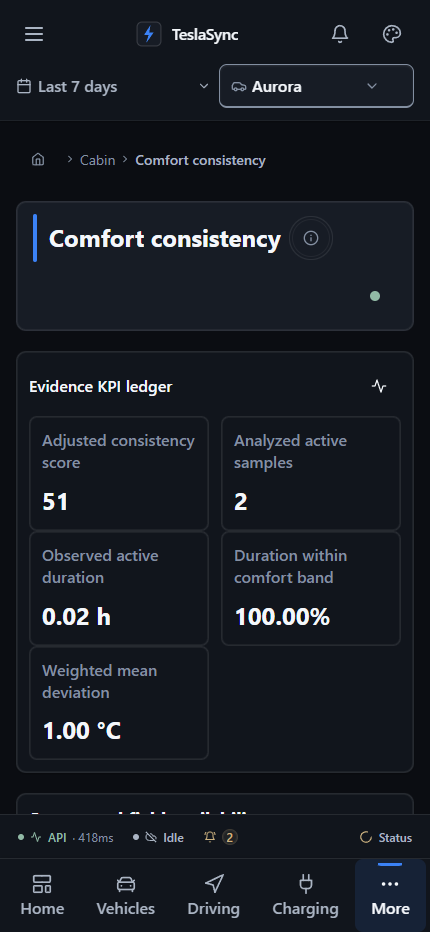 TeslaSync
Last 7 days
Aurora
Cabin
Comfort consistency
Comfort consistency
Evidence KPI ledger
Adjusted consistency
score
51
Analyzed active
samples
2
Observed active
duration
0.02 h
Duration within
comfort band
100.00%
Weighted mean
deviation
1.00 °C
API · 418ms
Idle
2
Status
Home
Vehicles
Driving
Charging
More